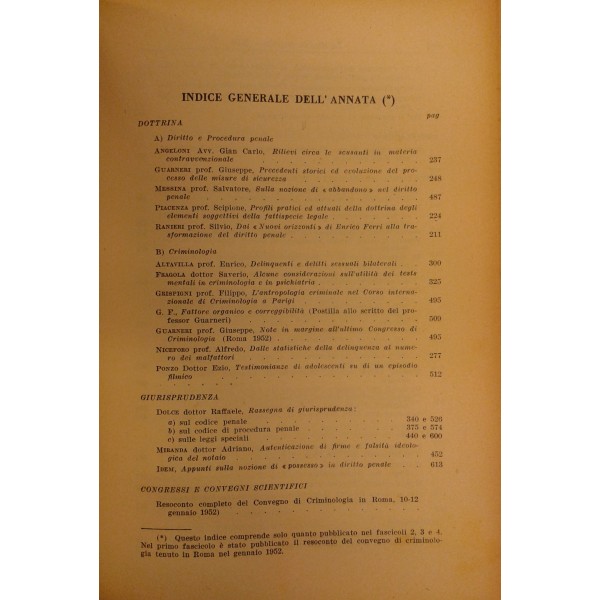 INDICE GENERALE DELL'ANNATA (*)
pag
DOTTRINA
A) Diritto e Procedura penale
ANGELONI Avv. Gian Carlo, Rilievi circa le scusanti in materia
contravvenzionale . . . . . . . 237
GUARNERI prof. Giuseppe, Precedenti storici ed evoluzione del pro-
cesso delle misure di sicurezza . . . . . . 248
MESSINA prof. Salvatore, Sulla nozione di «abbandono» nel diritto
penale . . . . . . . . . 487
PIACENZA prof. Scipione, Profili pratici ed attuali della dottrina degli
elementi soggettivi della fattispecie legale . . . . 224
RANIERI prof. Silvio, Dai «Nuovi orizzonti» di Enrico Ferri alla tra-
sformazione del diritto penale . . . . . . 211
B) Criminologia
ALTAVILLA prof. Enrico, Delinquenti e delitti sessuali bilaterali . . 300
FRAGOLA dottor Saverio, Alcune considerazioni sull'utilità dei tests
mentali in criminologia e in psichiatria . . . . . 325
GRISPIGNI prof. Filippo, L'antropologia criminale nel Corso interna-
zionale di Criminologia a Parigi . . . . . 495
G. F., Fattore organico e correggibilità (Postilla allo scritto del pro-
fessor Guarneri) . . . . . . . . 509
GUARNERI prof. Giuseppe, Note in margine all'ultimo Congresso di
Criminologia (Roma 1952) . . . . . . . 495
NICEFORO prof. Alfredo, Dalle statistiche della delinquenza al nume-
ro dei malfattori . . . . . . . . 277
PONZO Dottor Ezio, Testimonianze di adolescenti su di un episodio
filmico . . . . . . . . . 512
GIURISPRUDENZA
DOLCE dottor Raffaele, Rassegna di giurisprudenza:
a) sul codice penale . . . . . . 340 e 526
b) sul codice di procedura penale . . . . 375 e 574
c) sulle leggi speciali . . . . . . 440 e 600
MIRANDA dottor Adriano, Autenticazione di firme e falsità ideolo-
gica del notaio . . . . . . . . 452
IDEM, Appunti sulla nozione di «possesso» in diritto penale . . 613
CONGRESSI E CONVEGNI SCIENTIFICI
Resoconto completo del Convegno di Criminologia in Roma, 10-12
gennaio 1952) . . . . . . . . .
(*) Questo indice comprende solo quanto pubblicato nei fascicoli 2, 3 e 4.
Nel primo fascicolo è stato pubblicato il resoconto del convegno di criminolo-
gia tenuto in Roma nel gennaio 1952.